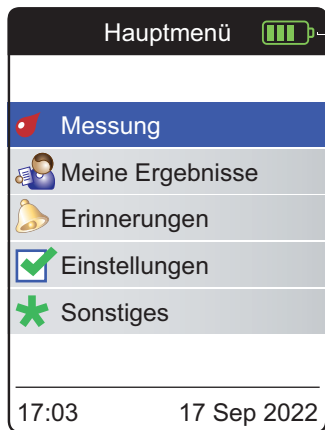 Hauptmenü
Messung
Meine Ergebnisse
Erinnerungen
Einstellungen
Sonstiges
17:03 17 Sep 2022